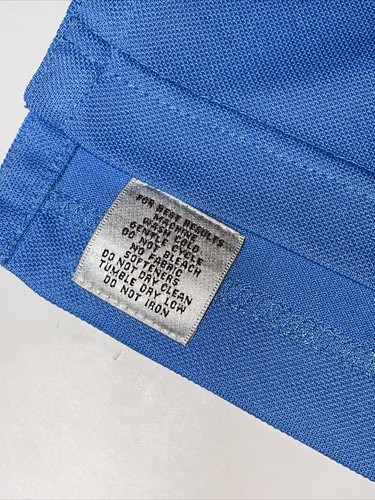 FOR BEST RESULTS
MACHINE
WASH COLD
GENTLE CYCLE
DO NOT BLEACH
NO FABRIC
SOFTENERS
DO NOT DRY CLEAN
TUMBLE DRY LOW
DO NOT IRON